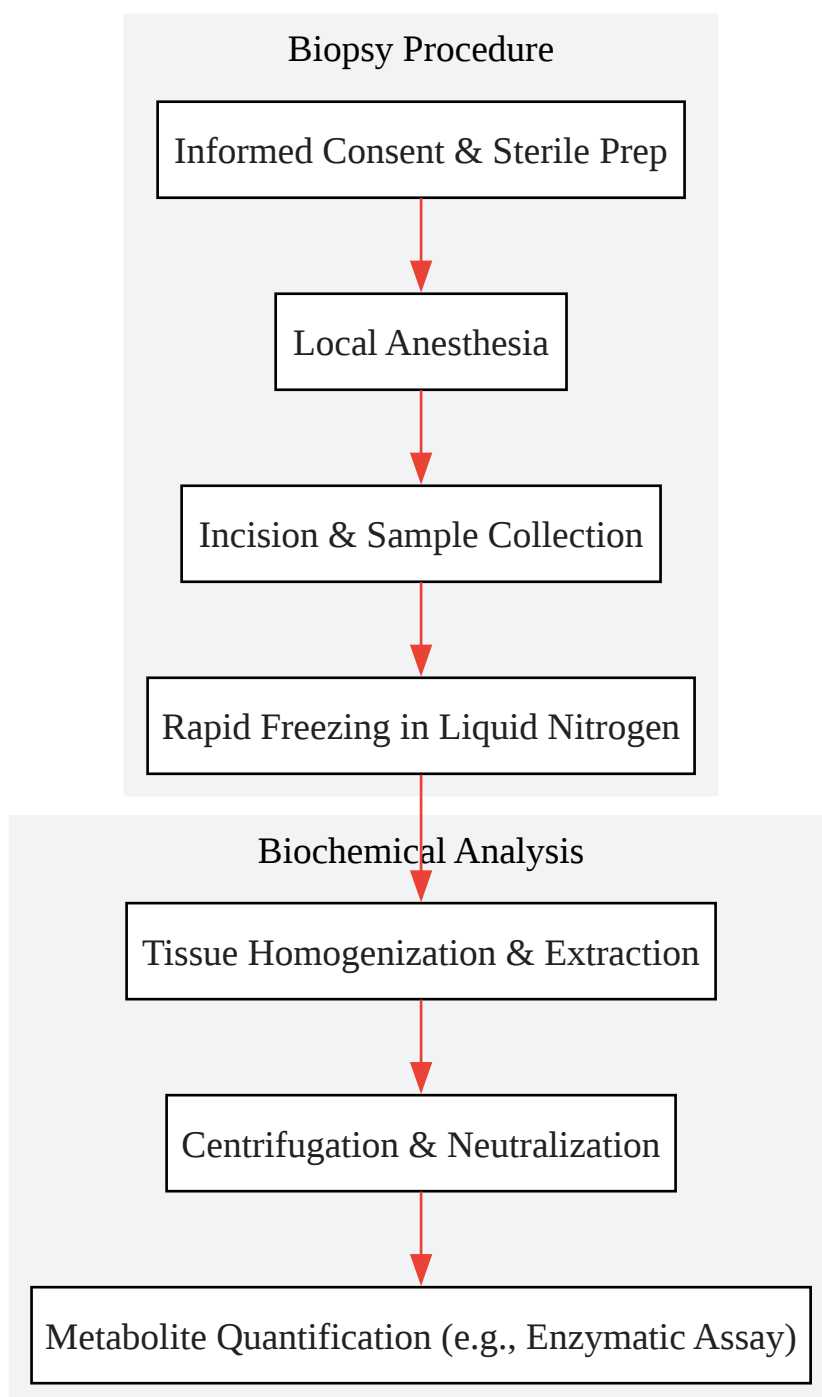 Biopsy Procedure
Informed Consent & Sterile Prep
Local Anesthesia
Incision & Sample Collection
Rapid Freezing in Liquid Nitrogen
Biochemical Analysis
Tissue Homogenization & Extraction
Centrifugation & Neutralization
Metabolite Quantification (e.g., Enzymatic Assay)